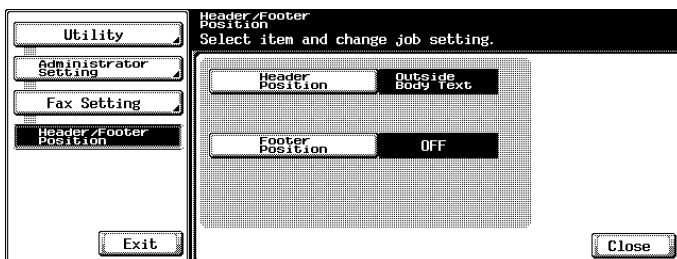 Utility
Administrator
Setting
Fax Setting
Header/Footer
Position
Exit
Header/Footer
Position
Select item and change job setting.
Header
Position
Outside
Body Text
Footer
Position
OFF
Close